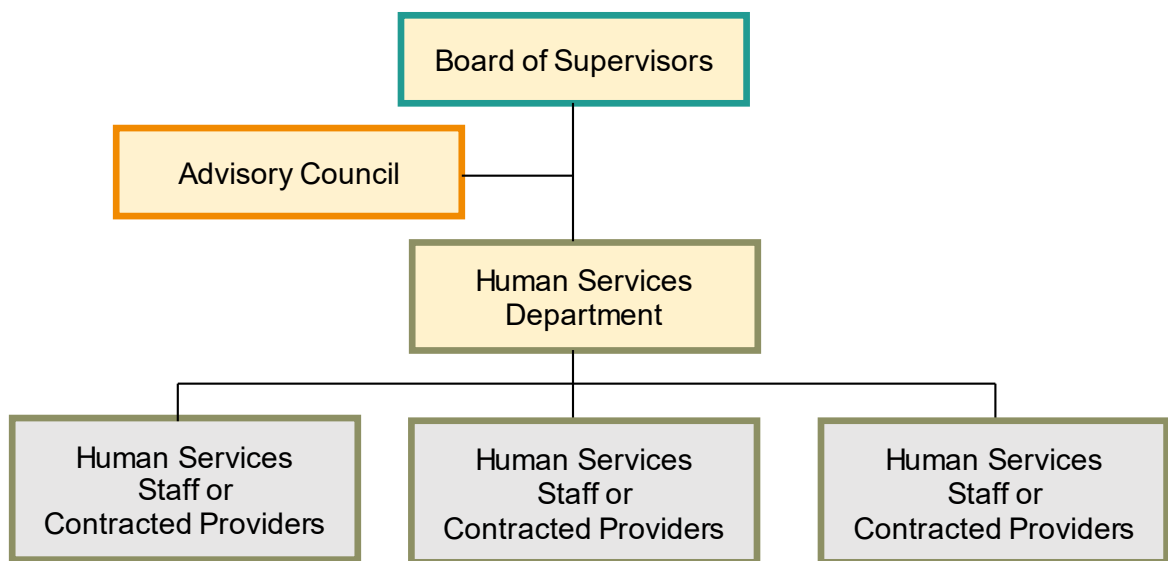 Board of Supervisors
Advisory Council
Human Services
Department
Human Services
Staff or
Contracted Providers
Human Services
Staff or
Contracted Providers
Human Services
Staff or
Contracted Providers